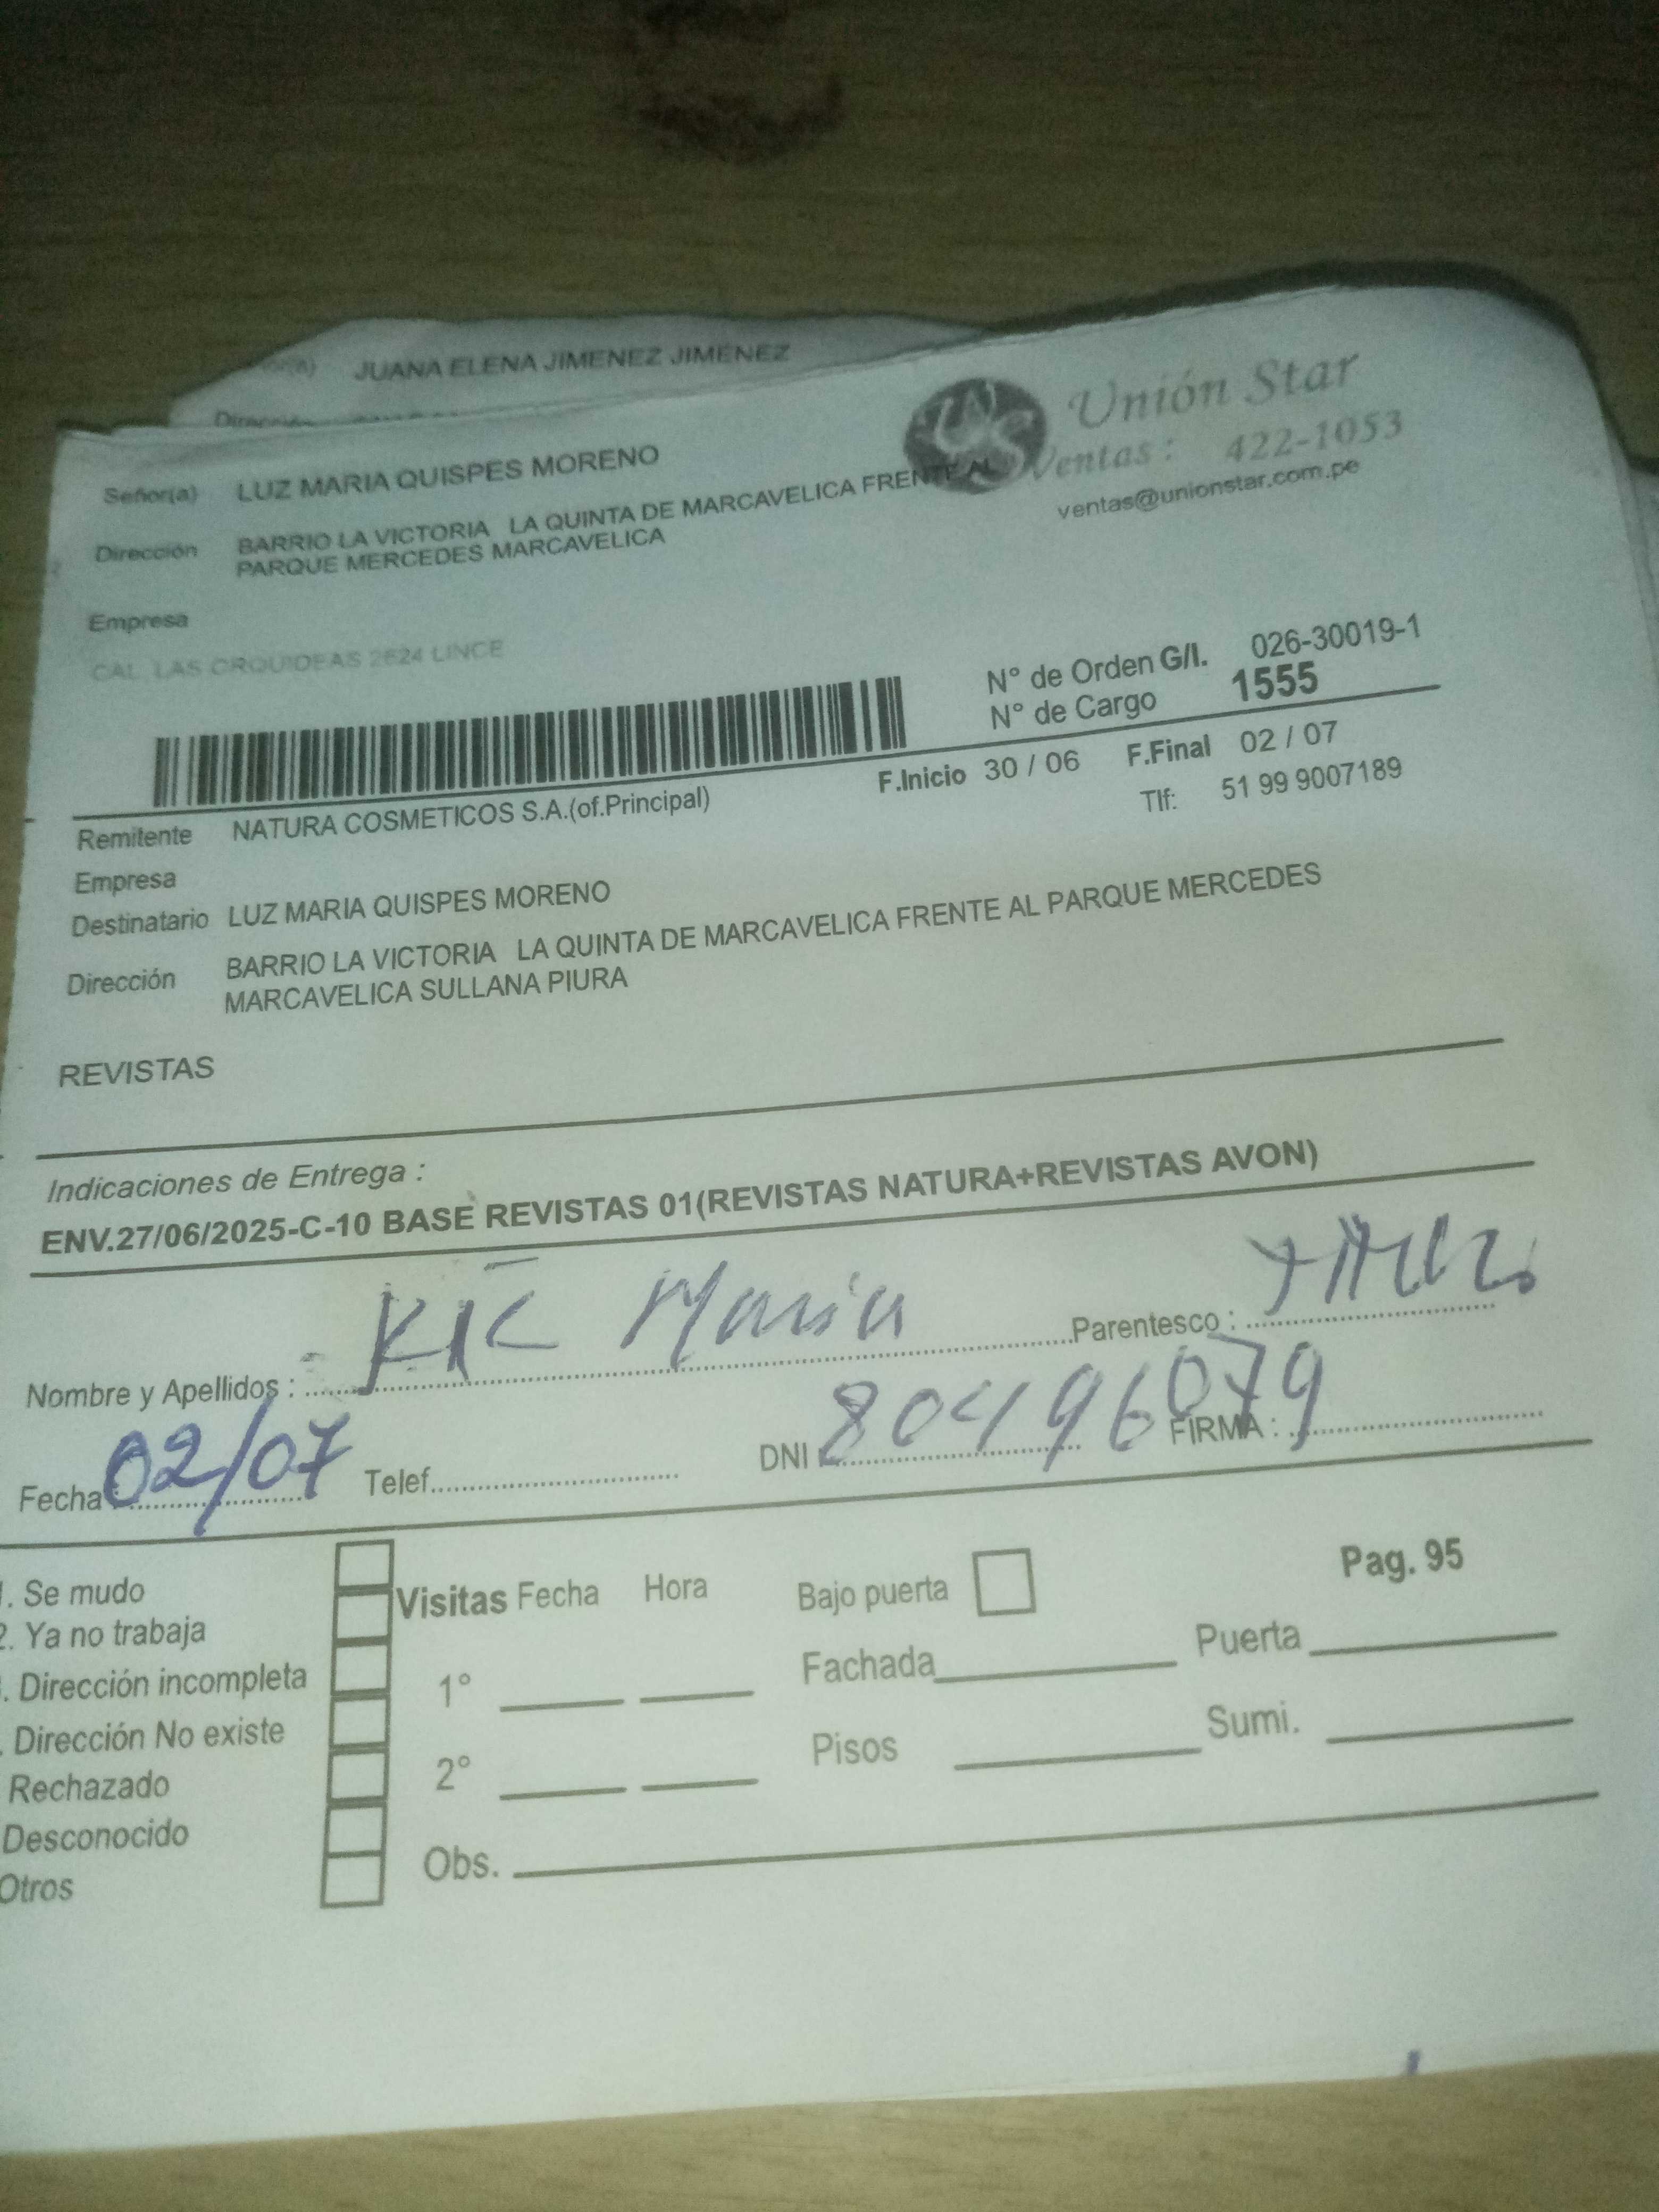 JUANA ELENA JIMENEZ JIMENEZ
Unión Star
Ventas : 422-1053
ventas@unionstar.com.pe
Señor(a) LUZ MARIA QUISPES MORENO
Dirección BARRIO LA VICTORIA LA QUINTA DE MARCAVELICA FRENTE AL
PARQUE MERCEDES MARCAVELICA
Empresa
CAL LAS ORQUIDEAS 2624 LINCE
N° de Orden G/I. 026-30019-1
N° de Cargo 1555
F.Inicio 30 / 06 F.Final 02 / 07
Remitente NATURA COSMETICOS S.A.(of.Principal) Tlf: 51 99 9007189
Empresa
Destinatario LUZ MARIA QUISPES MORENO
Dirección BARRIO LA VICTORIA LA QUINTA DE MARCAVELICA FRENTE AL PARQUE MERCEDES
MARCAVELICA SULLANA PIURA
REVISTAS
Indicaciones de Entrega :
ENV.27/06/2025-C-10 BASE REVISTAS 01(REVISTAS NATURA+REVISTAS AVON)
Nombre y Apellidos : Maria Parentesco :
Fecha 02/07 Telef. DNI 80496079 FIRMA :
1. Se mudo
2. Ya no trabaja
. Dirección incompleta
. Dirección No existe
Rechazado
Desconocido
Otros
Visitas Fecha Hora
1°
2°
Obs.
Bajo puerta Pag. 95
Fachada Puerta
Pisos Sumi.